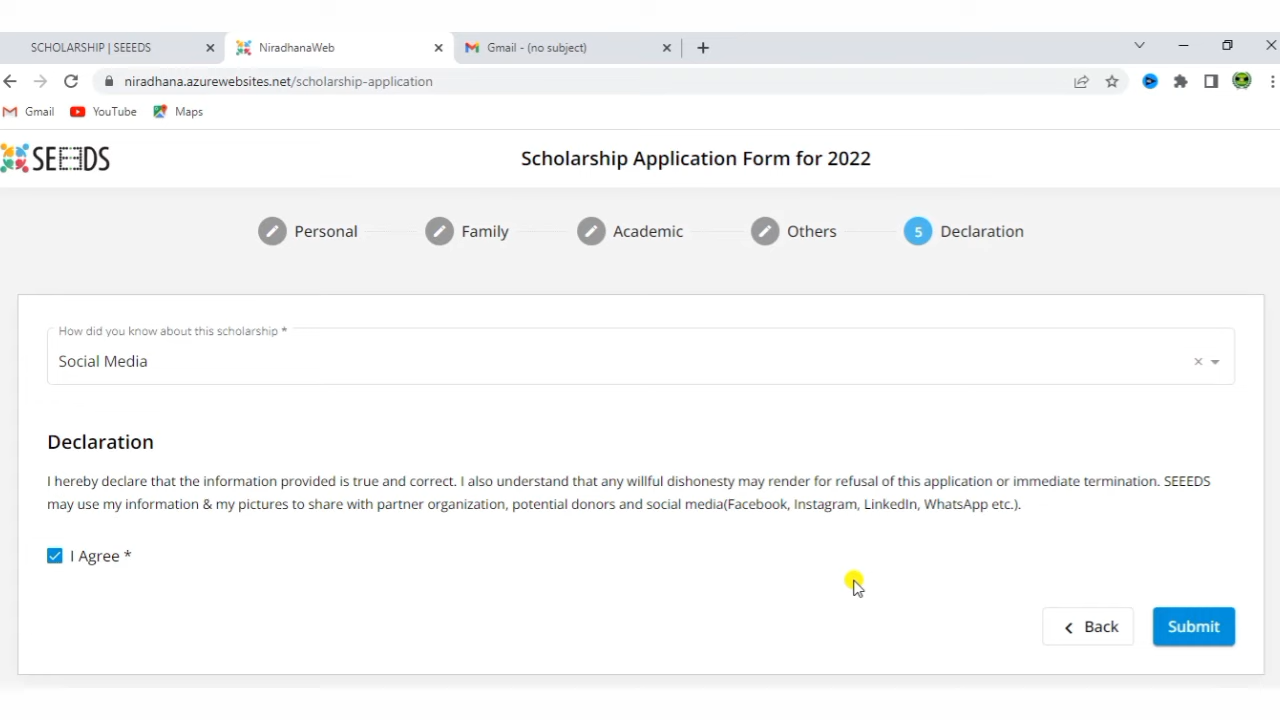 SCHOLARSHIP | SEEEDS
NiradhanaWeb
Gmail - (no subject)
niradhana.azurewebsites.net/scholarship-application
Gmail
YouTube
Maps
SEEEDS
Scholarship Application Form for 2022
Personal
Family
Academic
Others
5 Declaration
How did you know about this scholarship *
Social Media
Declaration
I hereby declare that the information provided is true and correct. I also understand that any willful dishonesty may render for refusal of this application or immediate termination. SEEEDS
may use my information & my pictures to share with partner organization, potential donors and social media(Facebook, Instagram, LinkedIn, WhatsApp etc.).
I Agree *
Back
Submit